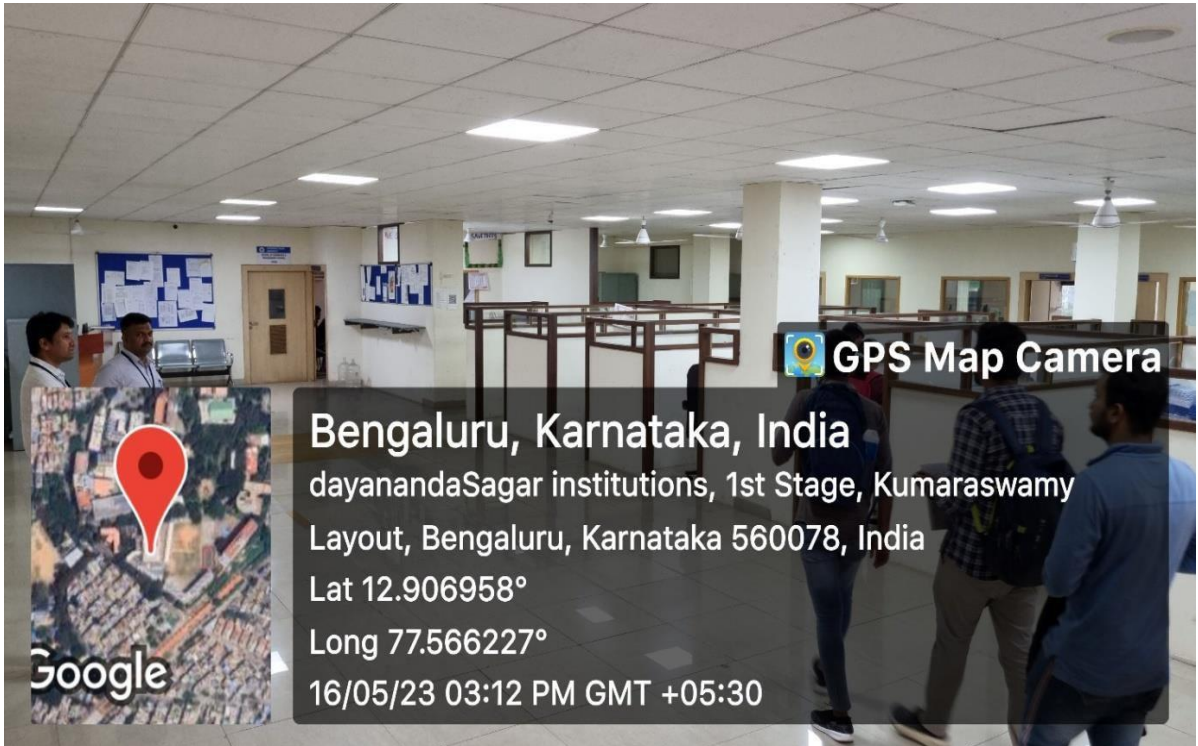 GPS Map Camera
Bengaluru, Karnataka, India
dayanandaSagar institutions, 1st Stage, Kumaraswamy
Layout, Bengaluru, Karnataka 560078, India
Lat 12.906958°
Long 77.566227°
16/05/23 03:12 PM GMT +05:30
Google